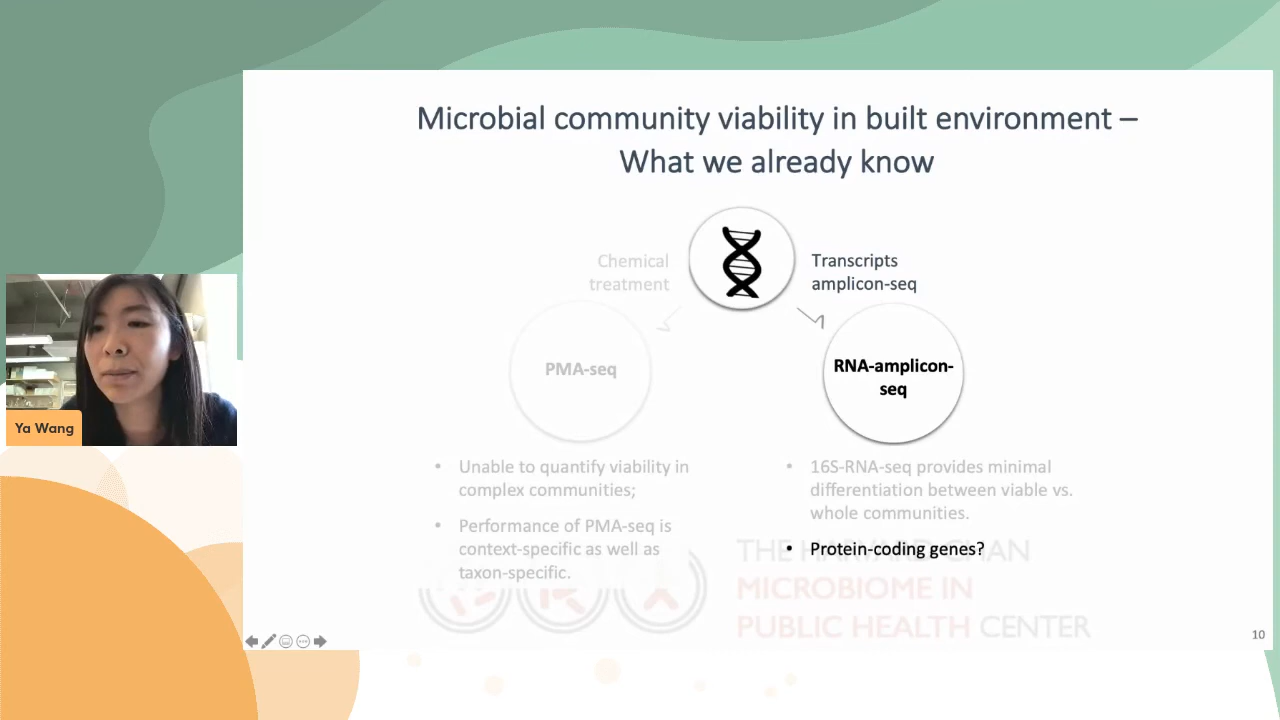 Microbial community viability in built environment –
What we already know
Chemical
treatment
Transcripts
amplicon-seq
PMA-seq
RNA-amplicon-
seq
• Unable to quantify viability in
complex communities;
• Performance of PMA-seq is
context-specific as well as
taxon-specific.
• 16S-RNA-seq provides minimal
differentiation between viable vs.
whole communities.
• Protein-coding genes?
THE HARVARD CHAN
MICROBIOME IN
PUBLIC HEALTH CENTER
10
Ya Wang